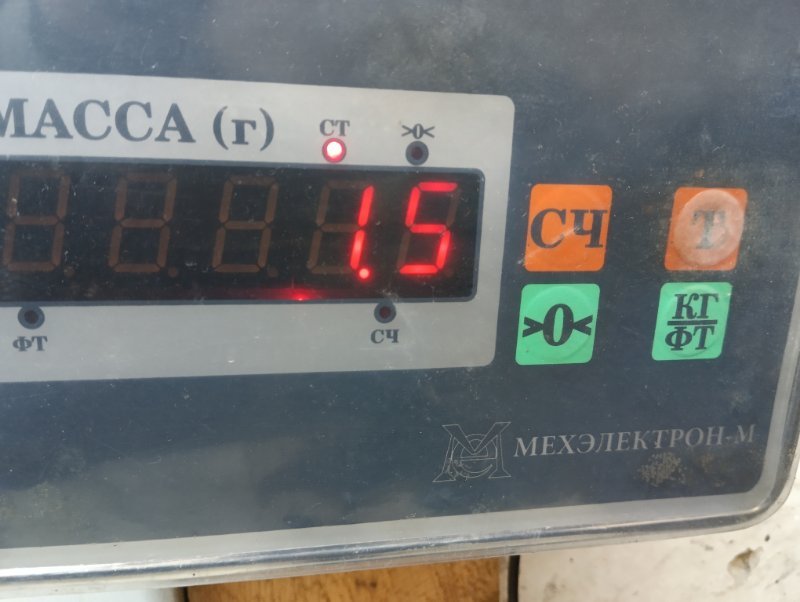 МАССА (г)
СТ >0<
1.5
ФТ СЧ
СЧ Т
>0< КГ
ФТ
МЕХЭЛЕКТРОН-М